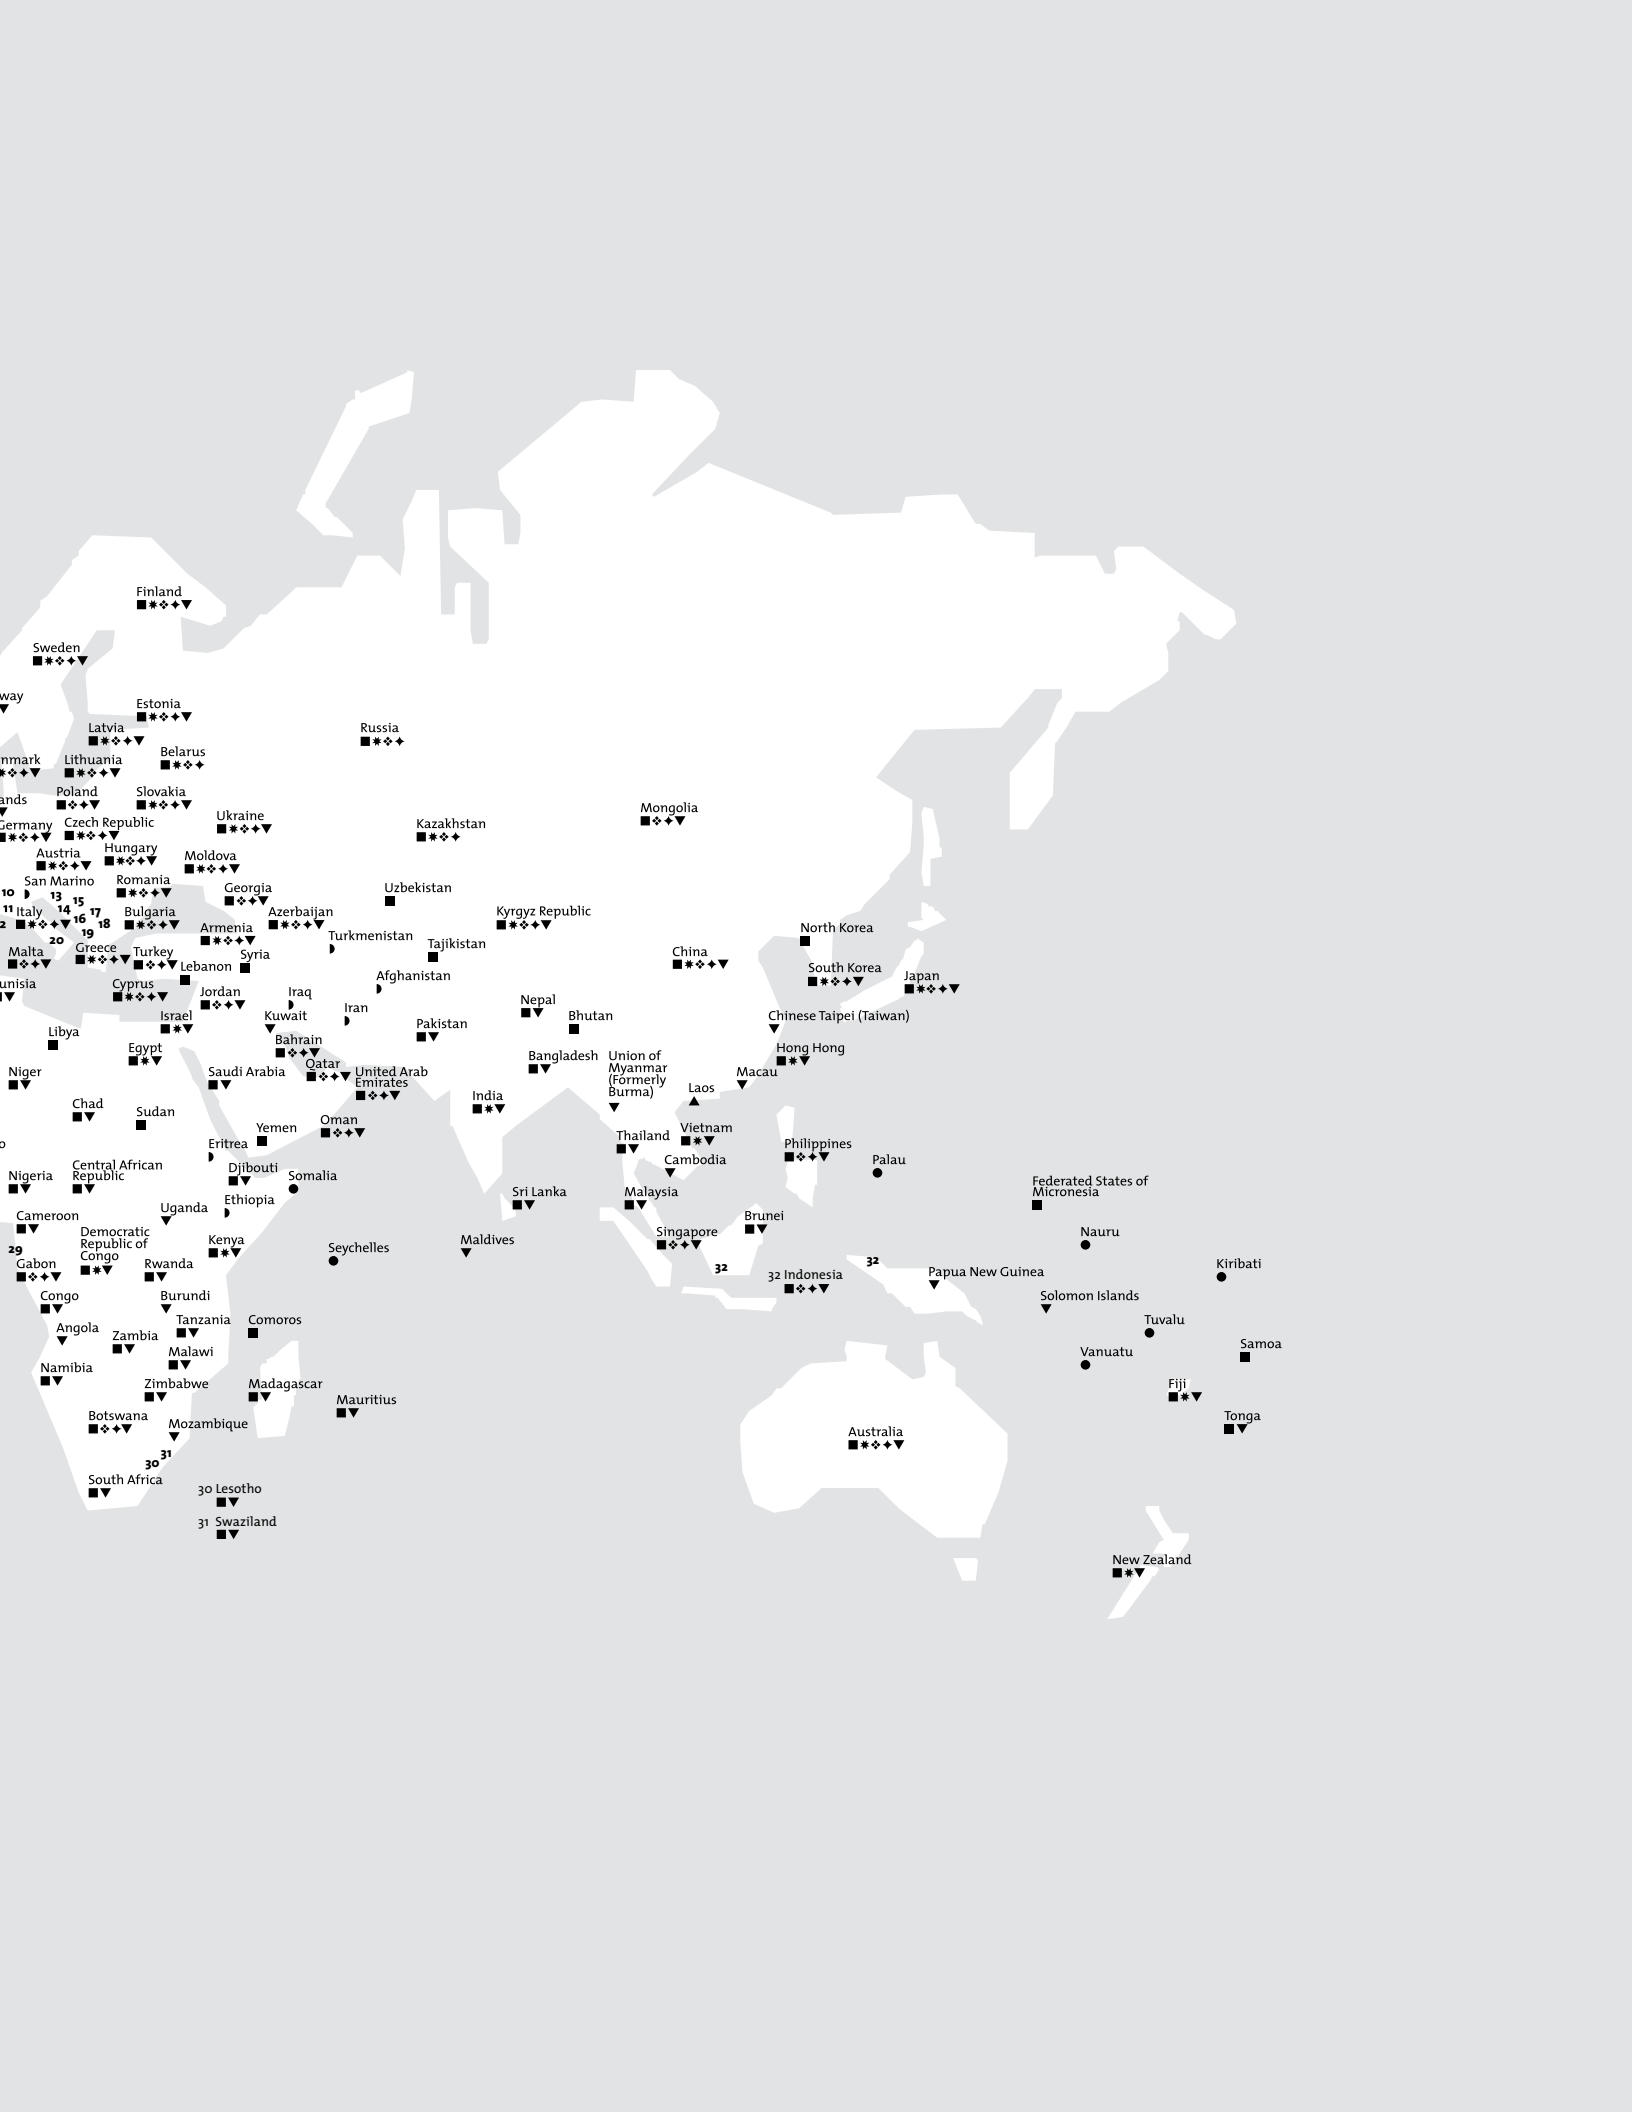 Finland
■✷❖✦▼
Sweden
■✷❖✦▼
way
▼
Estonia
■✷❖✦▼
Latvia
■✷❖✦▼
Russia
■✷❖✦
Belarus
■✷❖✦
nmark
✷❖✦▼
Lithuania
■✷❖✦▼
ands
▼
Poland
■❖✦▼
Slovakia
■✷❖✦▼
Mongolia
■❖✦▼
Germany
■✷❖✦▼
Czech Republic
■✷❖✦▼
Ukraine
■✷❖✦▼
Kazakhstan
■✷❖✦
Austria
■✷❖✦▼
Hungary
■✷❖✦▼
Moldova
■✷❖✦▼
10
San Marino
◗
13
15
Romania
■✷❖✦▼
Georgia
■❖✦▼
Uzbekistan
■
11
Italy
■✷❖✦▼
14
16
17
18
2
19
20
Bulgaria
■✷❖✦▼
Azerbaijan
■✷❖✦▼
Kyrgyz Republic
■✷❖✦▼
Armenia
■✷❖✦▼
Turkmenistan
◗
Tajikistan
■
North Korea
■
Malta
■❖✦▼
Greece
■✷❖✦▼
Turkey
■❖✦▼
Syria
■
China
■✷❖✦▼
Lebanon
■
South Korea
■✷❖✦▼
Japan
■✷❖✦▼
unisia
■▼
Cyprus
■✷❖✦▼
Jordan
■❖✦▼
Afghanistan
◗
Iraq
◗
Iran
◗
Nepal
■▼
Israel
■✷▼
Kuwait
▼
Pakistan
■▼
Bhutan
■
Chinese Taipei (Taiwan)
▼
Libya
■
Egypt
■✷▼
Bahrain
■❖✦▼
Hong Hong
■✷▼
Niger
■▼
Saudi Arabia
■▼
Qatar
■❖✦▼
United Arab
Emirates
■❖✦▼
Bangladesh
■▼
Union of
Myanmar
(Formerly
Burma)
▼
Macau
▼
Laos
▲
India
■✷▼
Chad
■▼
Sudan
■
Oman
■❖✦▼
Yemen
■
Thailand
■▼
Vietnam
■✷▼
o
Eritrea
◗
Philippines
■❖✦▼
Cambodia
▼
Palau
●
Nigeria
■▼
Central African
Republic
■▼
Djibouti
■▼
Somalia
●
Federated States of
Micronesia
■
Sri Lanka
■▼
Malaysia
■▼
Ethiopia
◗
Uganda
▼
Cameroon
■▼
Brunei
■▼
Democratic
Republic of
Congo
■✷▼
Kenya
■✷▼
Seychelles
●
Maldives
▼
Singapore
■❖✦▼
Nauru
●
29
Gabon
■❖✦▼
Rwanda
■▼
32
32 Indonesia
■❖✦▼
32
Papua New Guinea
▼
Kiribati
●
Congo
■▼
Burundi
▼
Solomon Islands
▼
Angola
▼
Tanzania
■▼
Comoros
■
Tuvalu
●
Zambia
■▼
Malawi
■▼
Vanuatu
●
Samoa
■
Namibia
■▼
Zimbabwe
■▼
Madagascar
■▼
Mauritius
■▼
Fiji
■✷▼
Botswana
■❖✦▼
Mozambique
▼
Australia
■✷❖✦▼
Tonga
■▼
31
30
South Africa
■▼
30 Lesotho
■▼
31 Swaziland
■▼
New Zealand
■✷▼